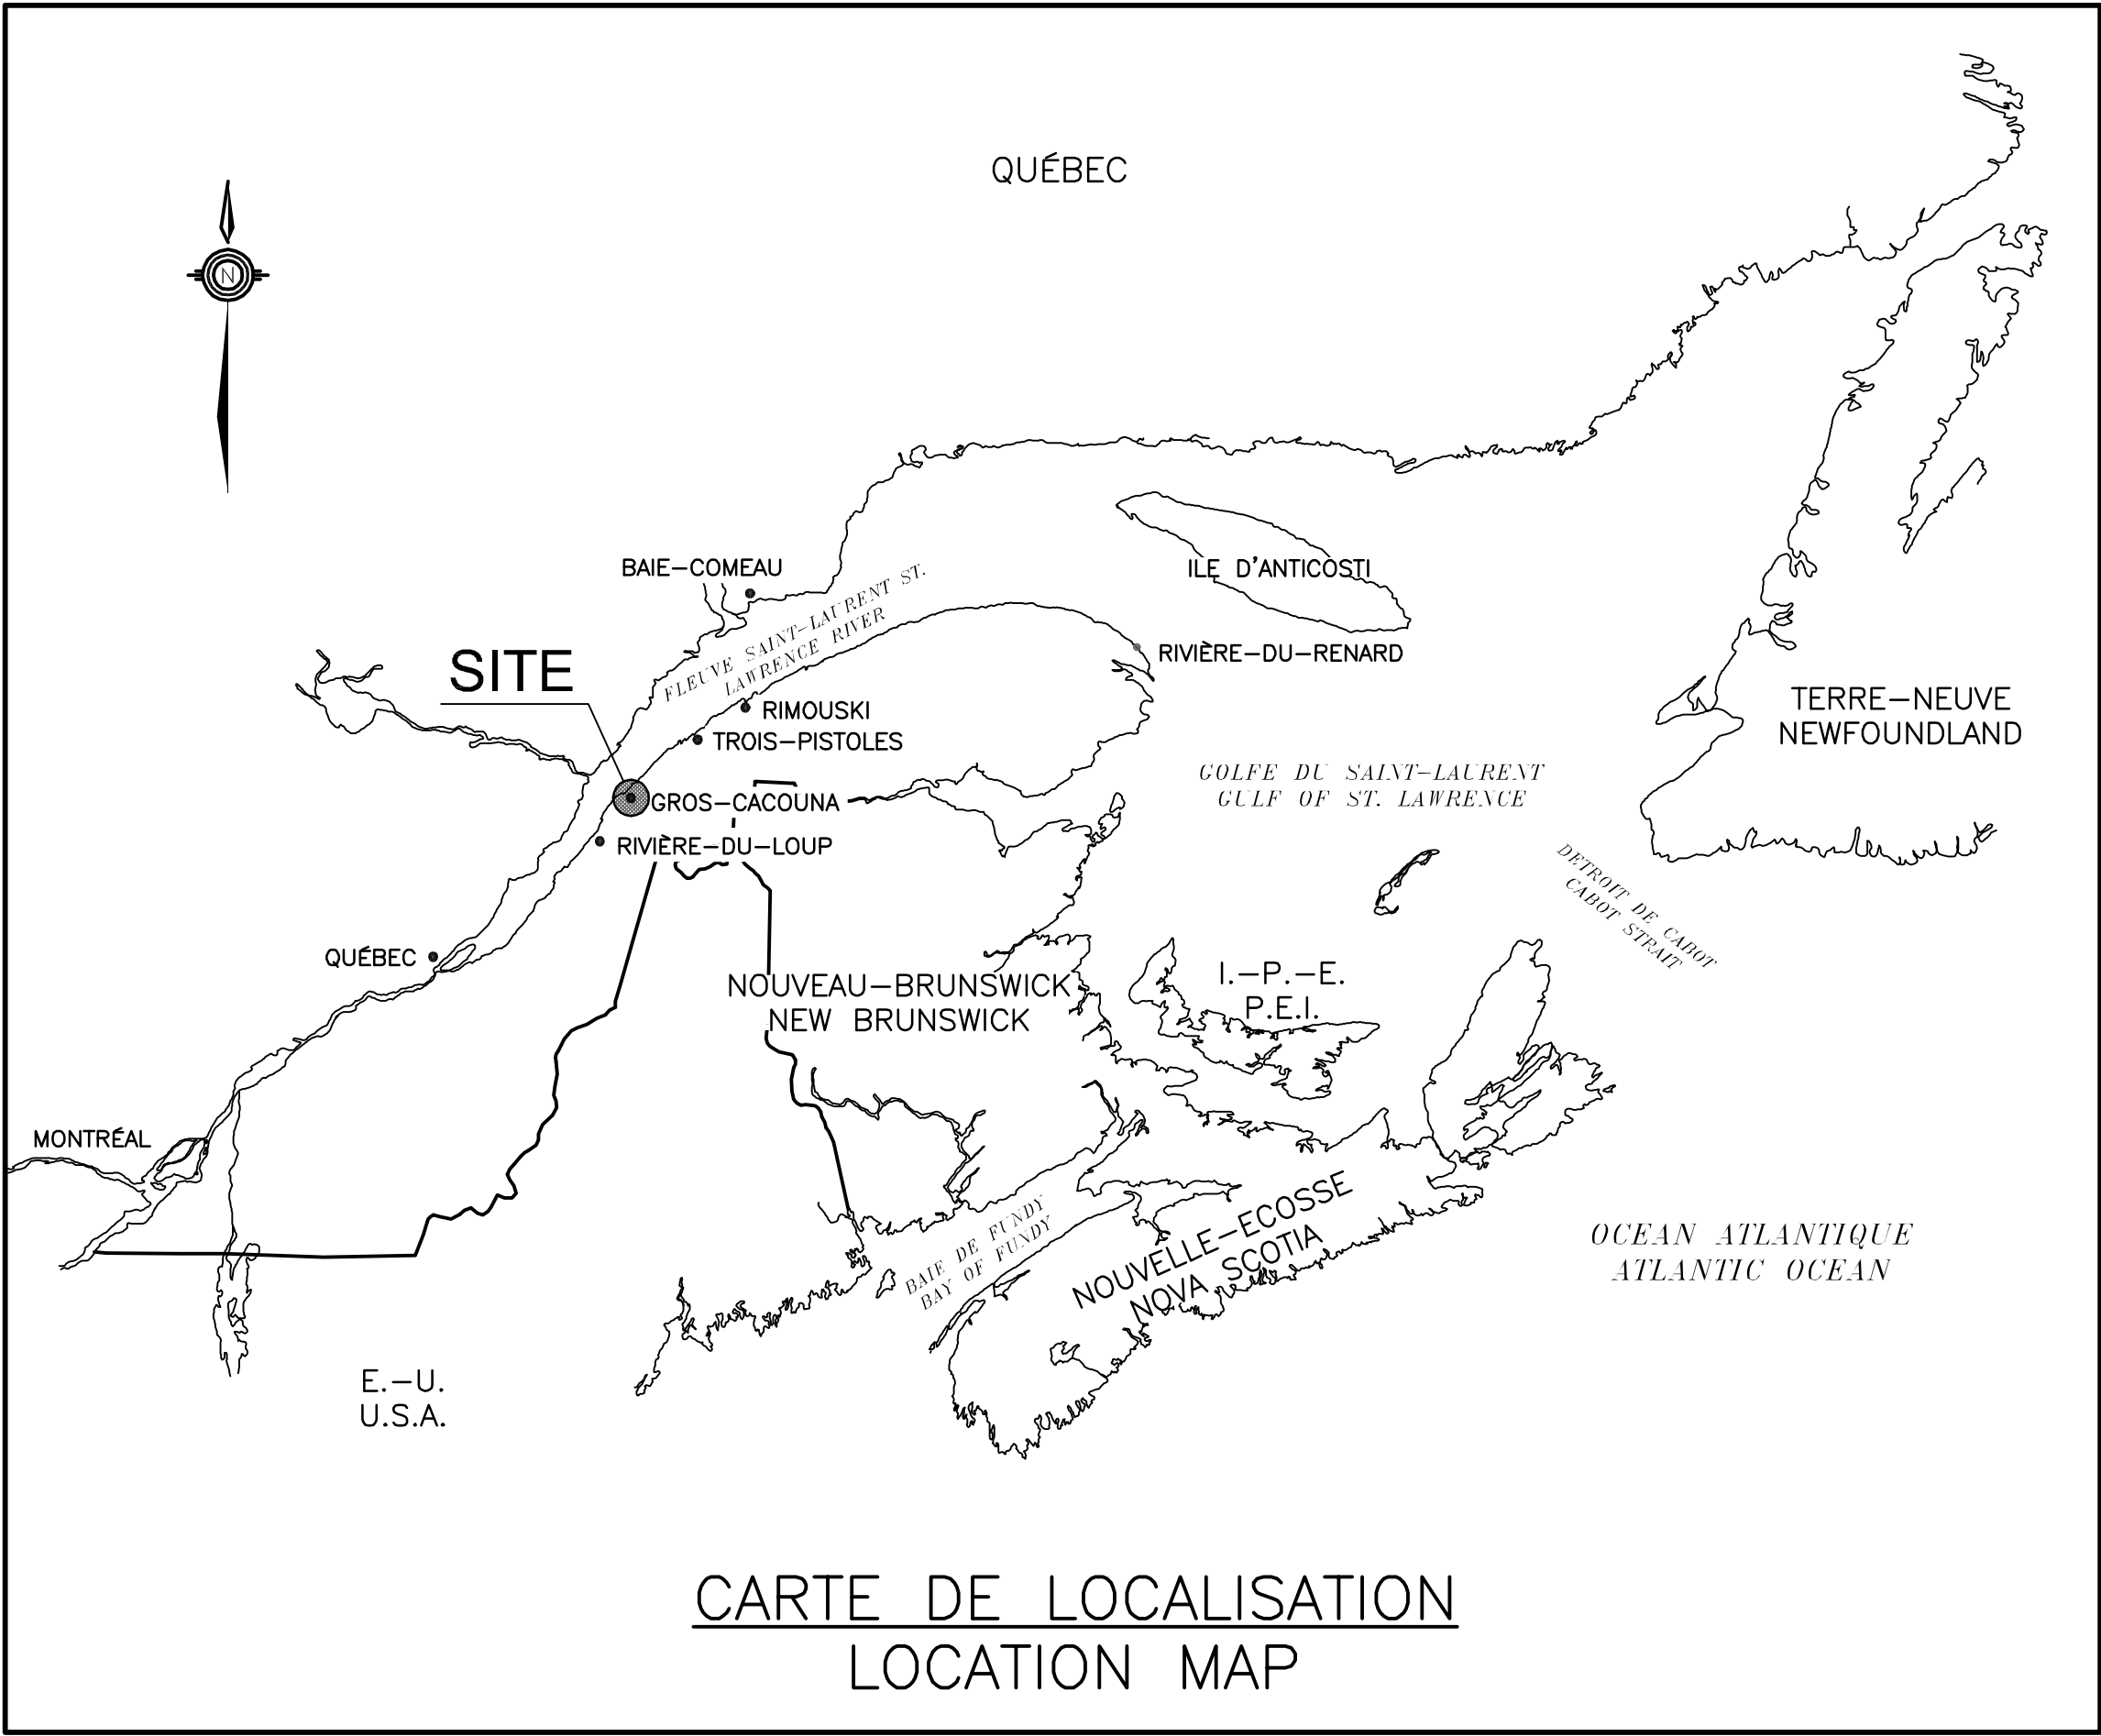 QUÉBEC
N
BAIE-COMEAU
ILE D'ANTICOSTI
FLEUVE SAINT-LAURENT ST.
LAWRENCE RIVER
SITE
RIVIÈRE-DU-RENARD
RIMOUSKI
TROIS-PISTOLES
TERRE-NEUVE
NEWFOUNDLAND
GOLFE DU SAINT-LAURENT
GULF OF ST. LAWRENCE
GROS-CACOUNA
RIVIÈRE-DU-LOUP
DETROIT DE CABOT
CABOT STRAIT
QUÉBEC
NOUVEAU-BRUNSWICK
NEW BRUNSWICK
I.-P.-E.
P.E.I.
MONTRÉAL
BAIE DE FUNDY
BAY OF FUNDY
NOUVELLE-ECOSSE
NOVA SCOTIA
OCEAN ATLANTIQUE
ATLANTIC OCEAN
E.-U.
U.S.A.
CARTE DE LOCALISATION
LOCATION MAP